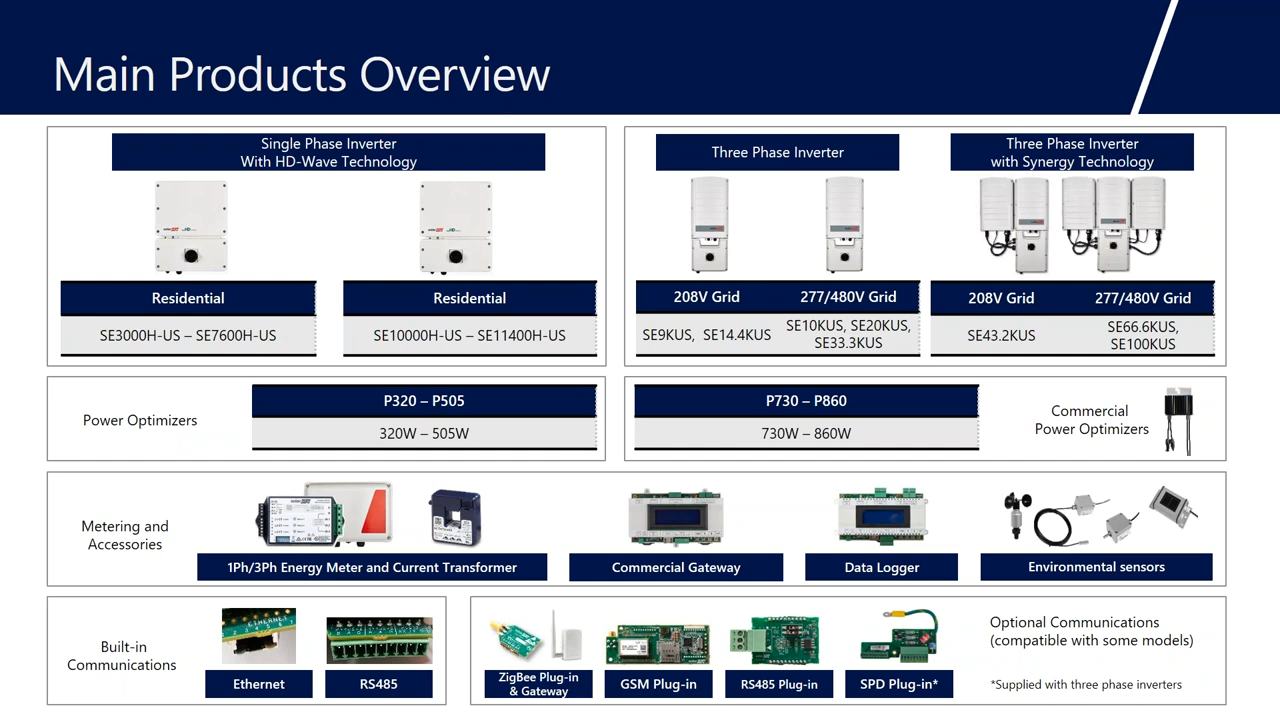 Main Products Overview
Single Phase Inverter
With HD-Wave Technology
Residential
SE3000H-US – SE7600H-US
Residential
SE10000H-US – SE11400H-US
Three Phase Inverter
208V Grid
277/480V Grid
SE9KUS, SE14.4KUS
SE10KUS, SE20KUS,
SE33.3KUS
Three Phase Inverter
with Synergy Technology
208V Grid
277/480V Grid
SE43.2KUS
SE66.6KUS,
SE100KUS
Power Optimizers
P320 – P505
320W – 505W
P730 – P860
730W – 860W
Commercial
Power Optimizers
Metering and
Accessories
1Ph/3Ph Energy Meter and Current Transformer
Commercial Gateway
Data Logger
Environmental sensors
Built-in
Communications
ETHERNET
Ethernet
RS485
ZigBee Plug-in
& Gateway
GSM Plug-in
RS485 Plug-in
SPD Plug-in*
Optional Communications
(compatible with some models)
*Supplied with three phase inverters